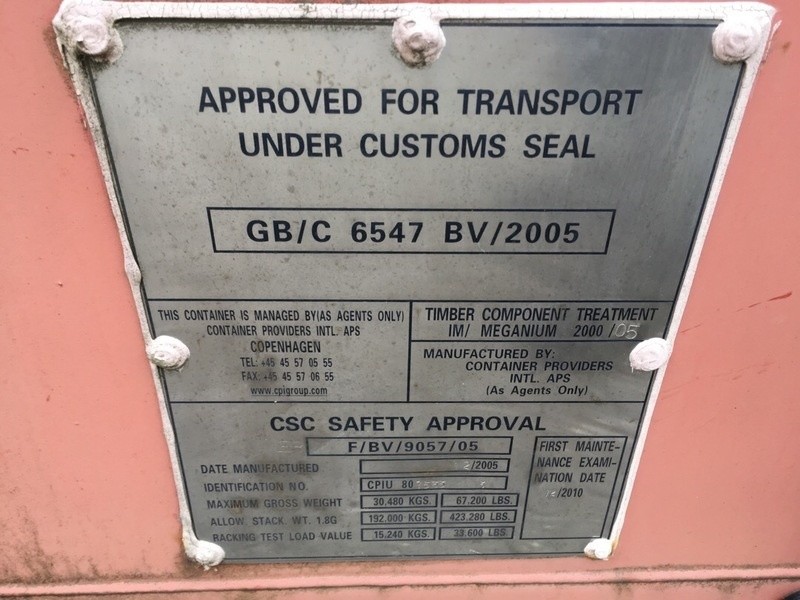 APPROVED FOR TRANSPORT
UNDER CUSTOMS SEAL
GB/C 6547 BV/2005
THIS CONTAINER IS MANAGED BY(AS AGENTS ONLY)
CONTAINER PROVIDERS INTL. APS
COPENHAGEN
TEL: +45 45 57 05 55
FAX: +45 45 57 06 55
www.cpigroup.com
TIMBER COMPONENT TREATMENT
IM/ MEGANIUM 2000 /05
MANUFACTURED BY:
CONTAINER PROVIDERS
INTL. APS
(As Agents Only)
CSC SAFETY APPROVAL
F/BV/9057/05
DATE MANUFACTURED 2/2005
IDENTIFICATION NO. CPIU
MAXIMUM GROSS WEIGHT 30.480 KGS. 67.200 LBS.
ALLOW. STACK. WT. 1.8G 192.000 KGS. 423.280 LBS.
RACKING TEST LOAD VALUE 15.240 KGS. 33.600 LBS.
FIRST MAINTE-
NANCE EXAMI-
NATION DATE
/2010